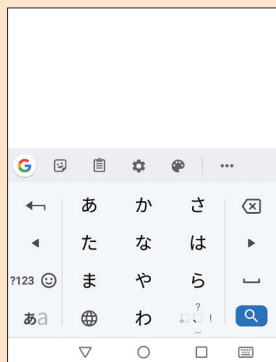 あ か さ
た な は
?123 ま や ら
あa わ 、 ? ! …